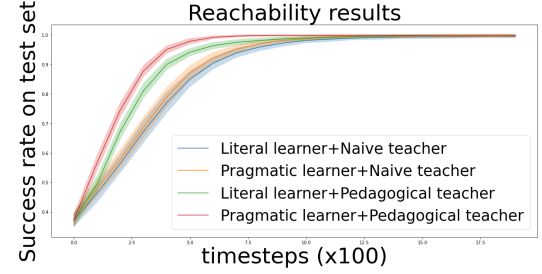 Reachability results
Success rate on test set
1.0
0.9
0.8
0.7
0.6
0.5
0.4
Literal learner+Naive teacher
Pragmatic learner+Naive teacher
Literal learner+Pedagogical teacher
Pragmatic learner+Pedagogical teacher
0.0 2.5 5.0 7.5 10.0 12.5 15.0 17.5
timesteps (x100)